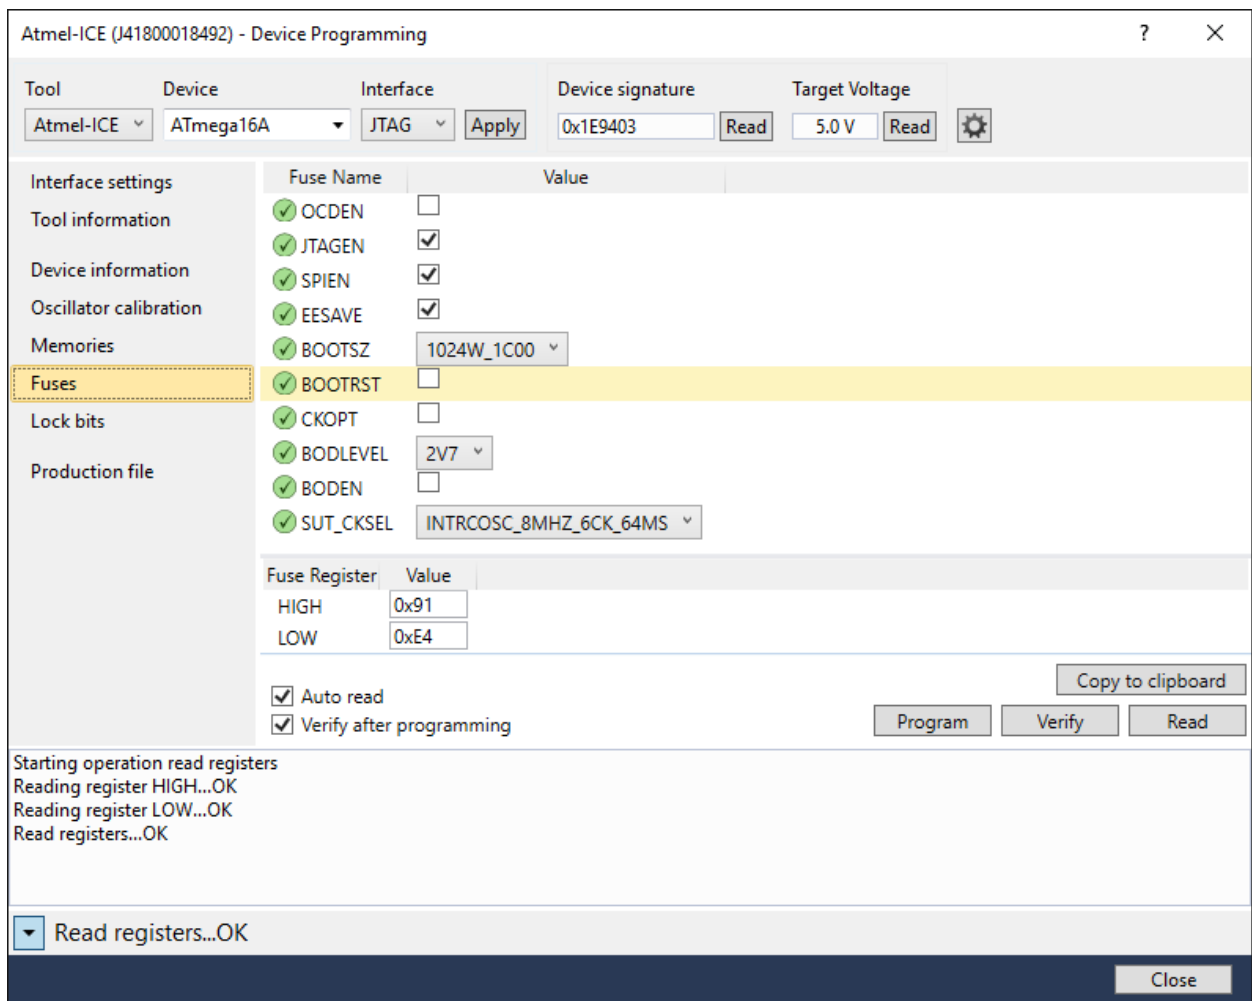 Atmel-ICE (J41800018492) - Device Programming ?
Tool Device Interface Device signature Target Voltage
Atmel-ICE ATmega16A JTAG Apply 0x1E9403 Read 5.0 V Read
Interface settings
Tool information
Device information
Oscillator calibration
Memories
Fuses
Lock bits
Production file
Fuse Name Value
OCDEN
JTAGEN
SPIEN
EESAVE
BOOTSZ 1024W_1C00
BOOTRST
CKOPT
BODLEVEL 2V7
BODEN
SUT_CKSEL INTRCOSC_8MHZ_6CK_64MS
Fuse Register Value
HIGH 0x91
LOW 0xE4
Copy to clipboard
Auto read
Verify after programming
Program Verify Read
Starting operation read registers
Reading register HIGH...OK
Reading register LOW...OK
Read registers...OK
Read registers...OK
Close